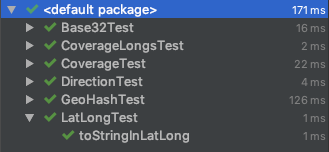 <default package> 171 ms
Base32Test 16 ms
CoverageLongsTest 2 ms
CoverageTest 22 ms
DirectionTest 4 ms
GeoHashTest 126 ms
LatLongTest 1 ms
toStringInLatLong 1 ms